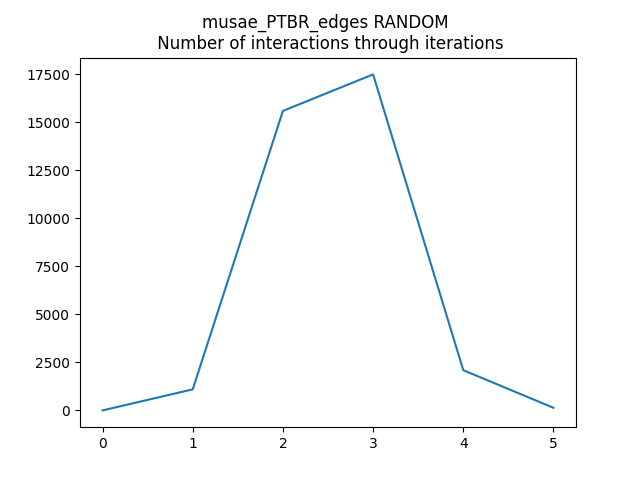 musae_PTBR_edges RANDOM
Number of interactions through iterations
17500
15000
12500
10000
7500
5000
2500
0
0 1 2 3 4 5